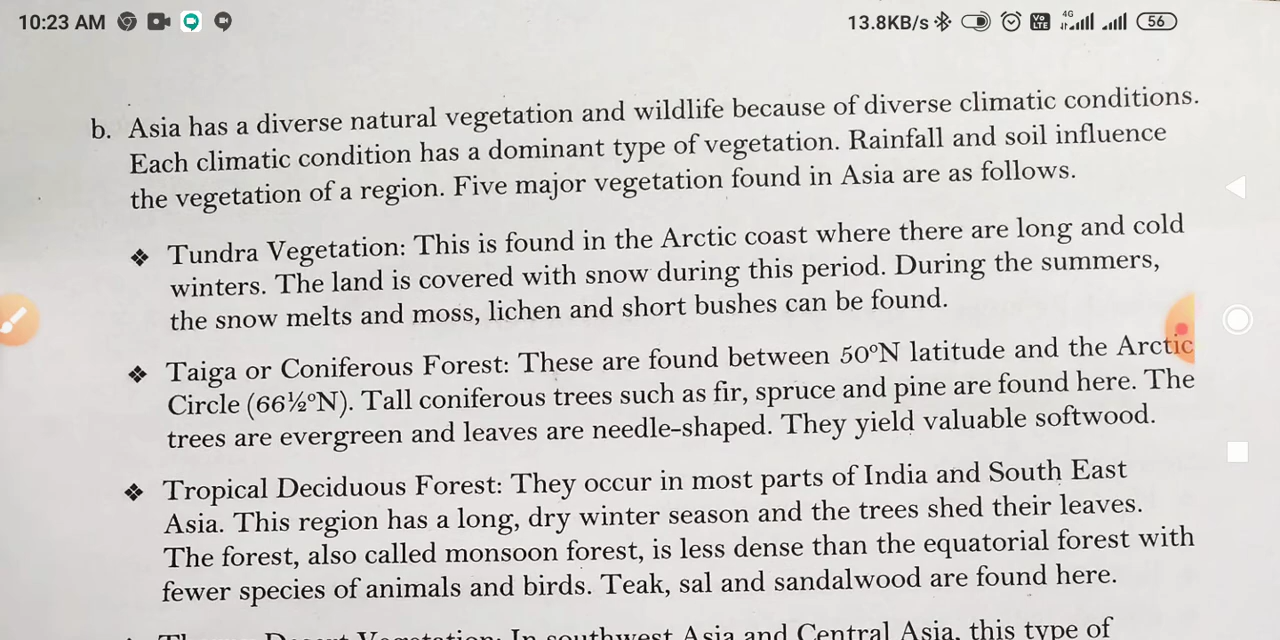 10:23 AM
13.8KB/s
Vo LTE
4G
56
b. Asia has a diverse natural vegetation and wildlife because of diverse climatic conditions.
Each climatic condition has a dominant type of vegetation. Rainfall and soil influence
the vegetation of a region. Five major vegetation found in Asia are as follows.
❖ Tundra Vegetation: This is found in the Arctic coast where there are long and cold
winters. The land is covered with snow during this period. During the summers,
the snow melts and moss, lichen and short bushes can be found.
❖ Taiga or Coniferous Forest: These are found between 50°N latitude and the Arctic
Circle (66½°N). Tall coniferous trees such as fir, spruce and pine are found here. The
trees are evergreen and leaves are needle-shaped. They yield valuable softwood.
❖ Tropical Deciduous Forest: They occur in most parts of India and South East
Asia. This region has a long, dry winter season and the trees shed their leaves.
The forest, also called monsoon forest, is less dense than the equatorial forest with
fewer species of animals and birds. Teak, sal and sandalwood are found here.
Vegetation: In southwest Asia and Central Asia, this type of